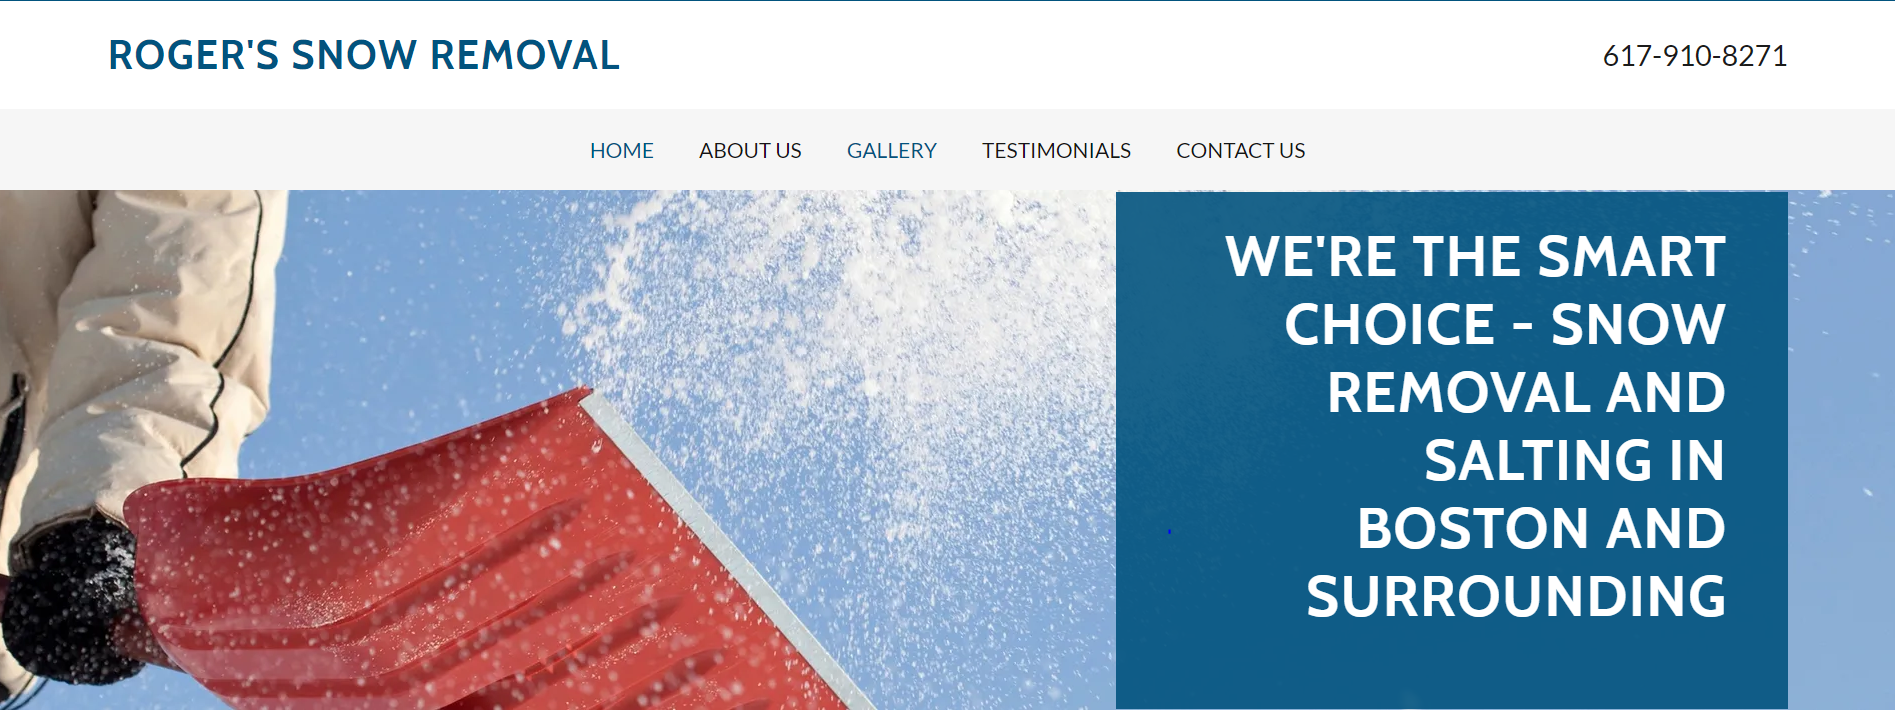 ROGER'S SNOW REMOVAL
617-910-8271
HOME ABOUT US GALLERY TESTIMONIALS CONTACT US
WE'RE THE SMART
CHOICE - SNOW
REMOVAL AND
SALTING IN
BOSTON AND
SURROUNDING